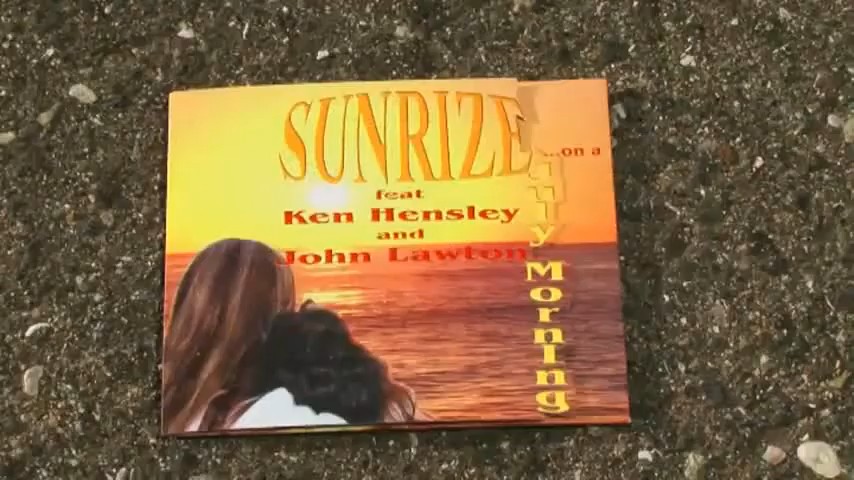 SUNRIZE
feat
Ken Hensley
and
John Lawton
...on a
July
Morning